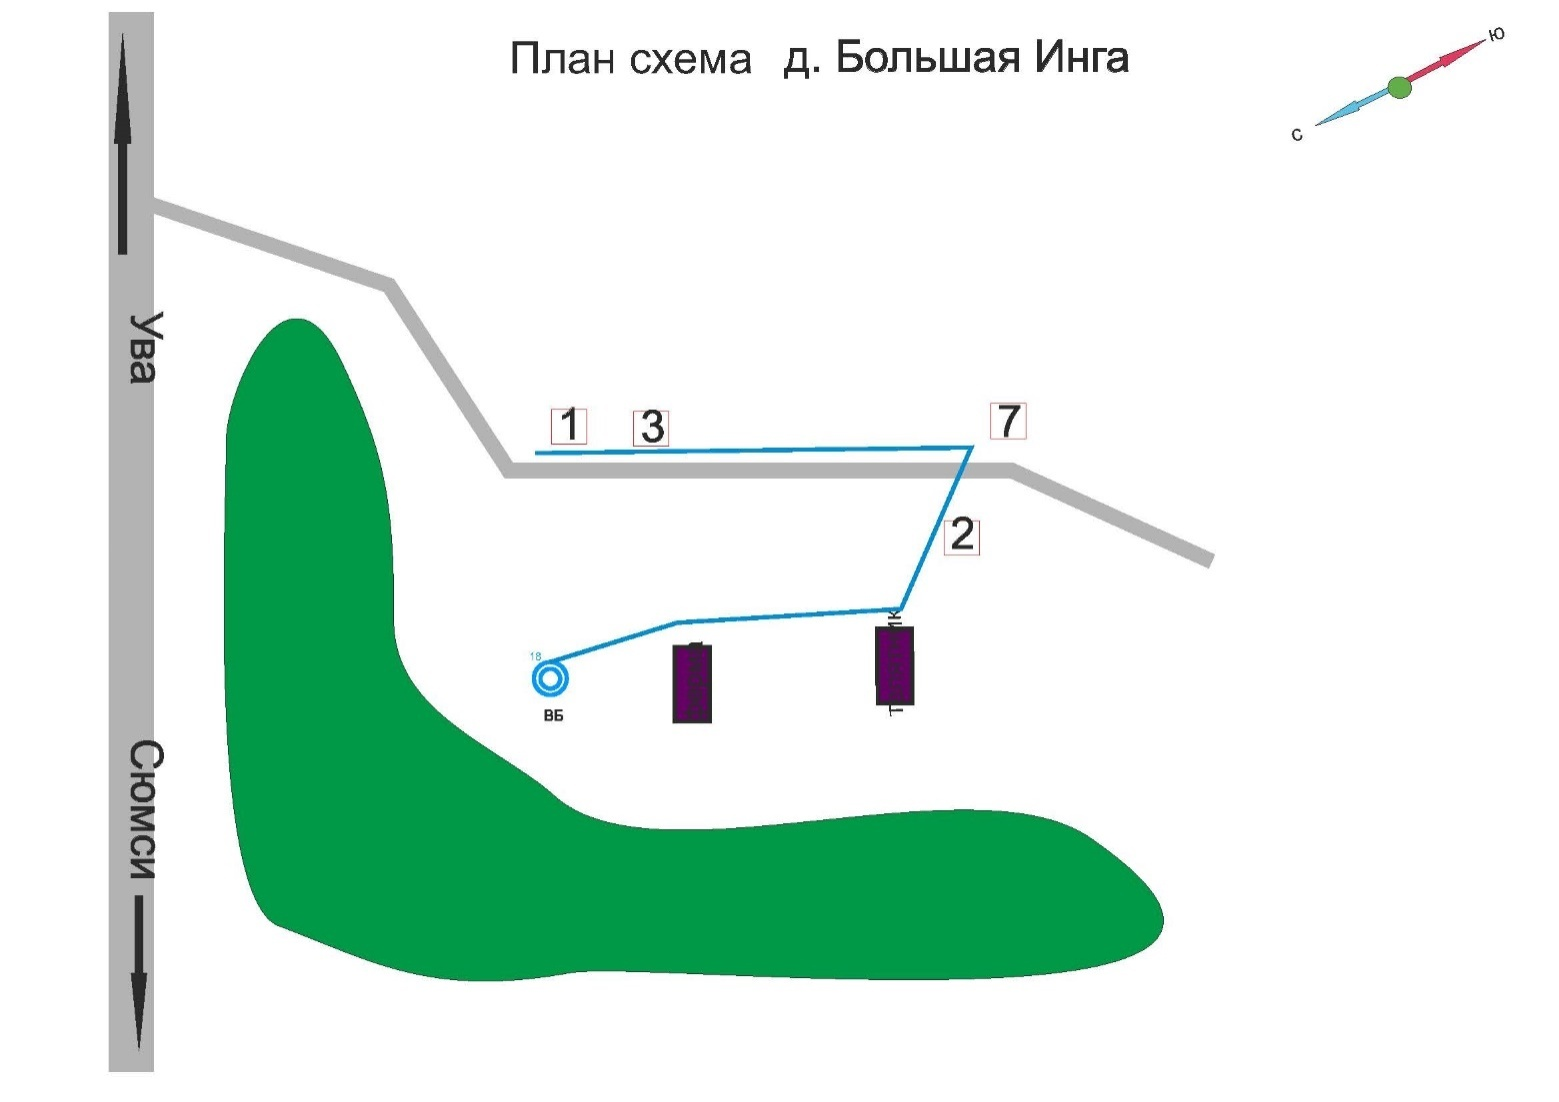 План схема д. Большая Инга
Ю
С
Ува
1
3
7
2
18
ВБ
Сюмси